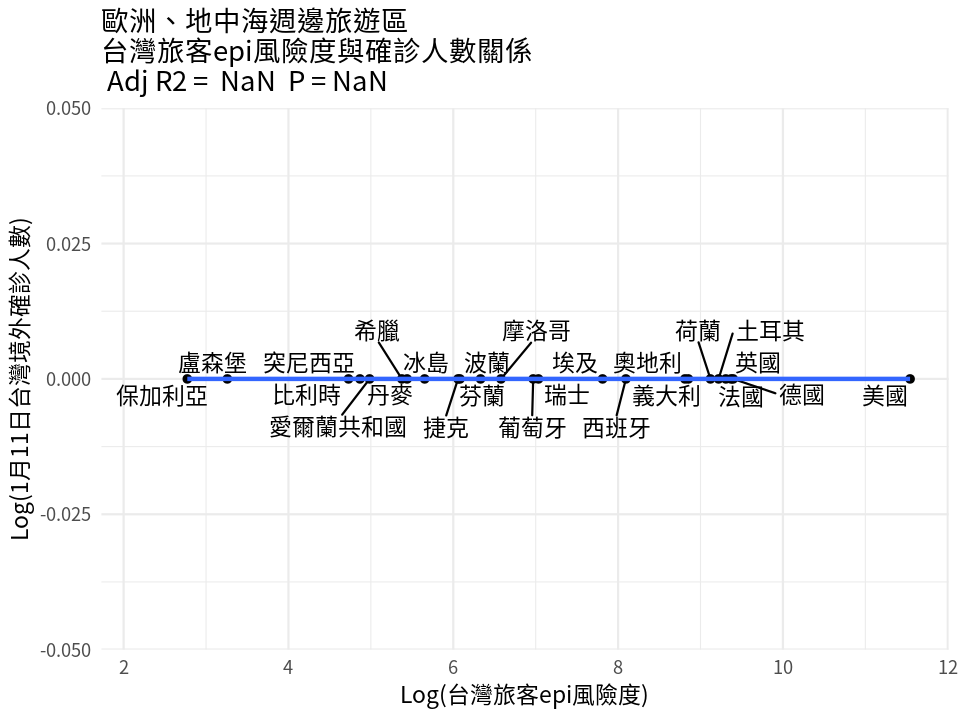 歐洲、地中海週邊旅遊區
台灣旅客epi風險度與確診人數關係
Adj R2 = NaN P = NaN
0.050
0.025
0.000
-0.025
-0.050
Log(1月11日台灣境外確診人數)
希臘
摩洛哥
荷蘭
土耳其
盧森堡
突尼西亞
冰島
波蘭
埃及
奧地利
英國
保加利亞
比利時
丹麥
芬蘭
瑞士
義大利
法國
德國
美國
愛爾蘭共和國
捷克
葡萄牙
西班牙
2
4
6
8
10
12
Log(台灣旅客epi風險度)